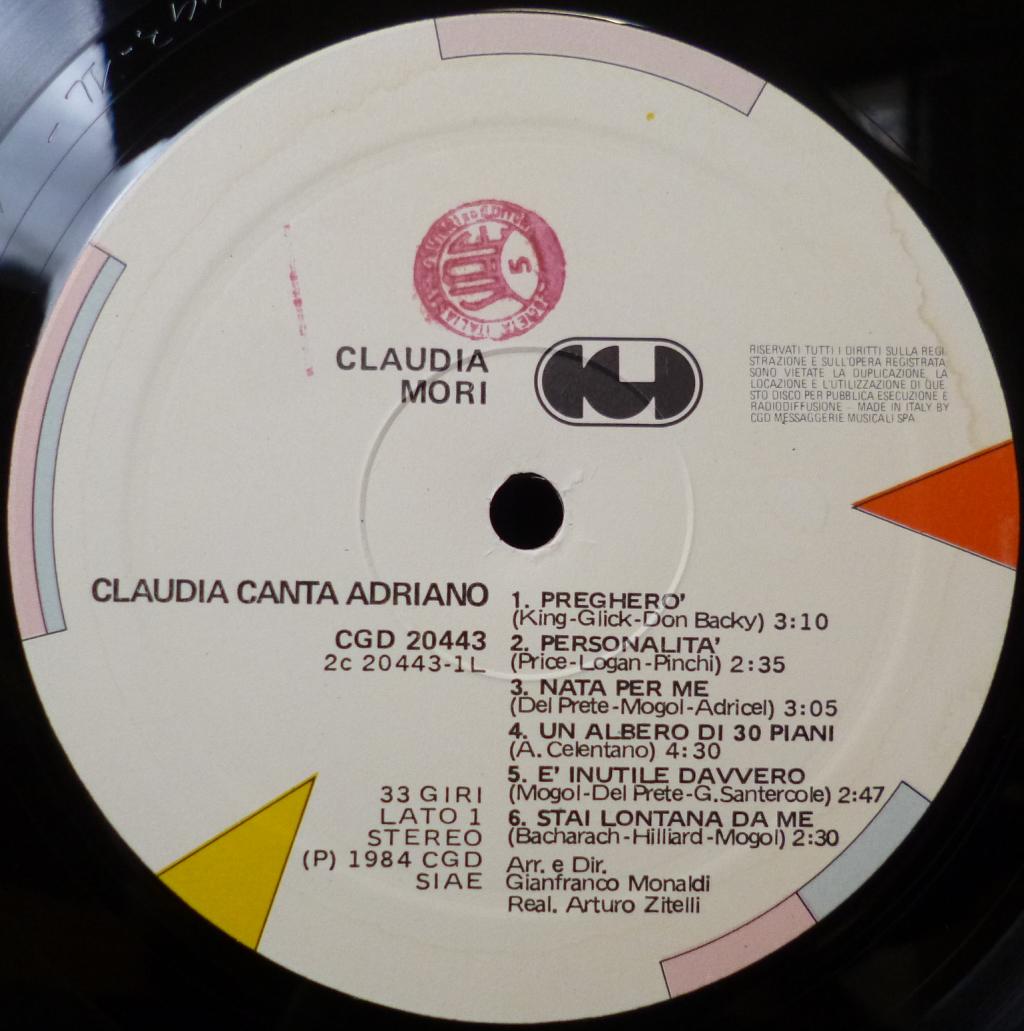 CLAUDIA
MORI
RISERVATI TUTTI I DIRITTI SULLA REGI
STRAZIONE E SULL'OPERA REGISTRATA
SONO VIETATE LA DUPLICAZIONE, LA
LOCAZIONE E L'UTILIZZAZIONE DI QUE
STO DISCO PER PUBBLICA ESECUZIONE E
RADIODIFFUSIONE - MADE IN ITALY BY
CGD MESSAGGERIE MUSICALI SPA
CLAUDIA CANTA ADRIANO
CGD 20443
2c 20443-1L
1. PREGHERO'
(King-Glick-Don Backy) 3:10
2. PERSONALITA'
(Price-Logan-Pinchi) 2:35
3. NATA PER ME
(Del Prete-Mogol-Adricel) 3:05
4. UN ALBERO DI 30 PIANI
(A. Celentano) 4:30
5. E' INUTILE DAVVERO
(Mogol-Del Prete-G.Santercole) 2:47
6. STAI LONTANA DA ME
(Bacharach-Hilliard-Mogol) 2:30
Arr. e Dir.
Gianfranco Monaldi
Real. Arturo Zitelli
33 GIRI
LATO 1
STEREO
(P) 1984 CGD
SIAE